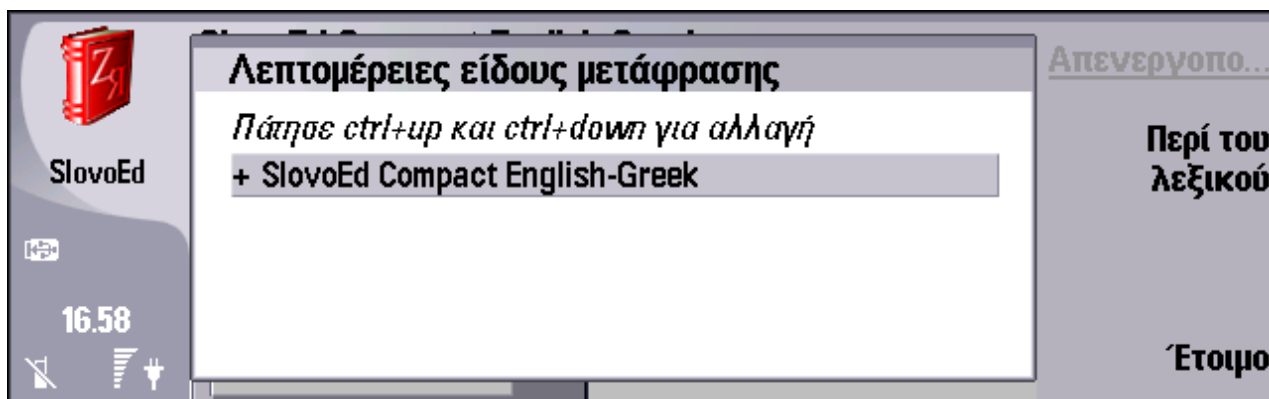 SlovoEd
16.58
Λεπτομέρειες είδους μετάφρασης
Πάτησε ctrl+up και ctrl+down για αλλαγή
+ SlovoEd Compact English-Greek
Απενεργοπο...
Περί του
λεξικού
Έτοιμο